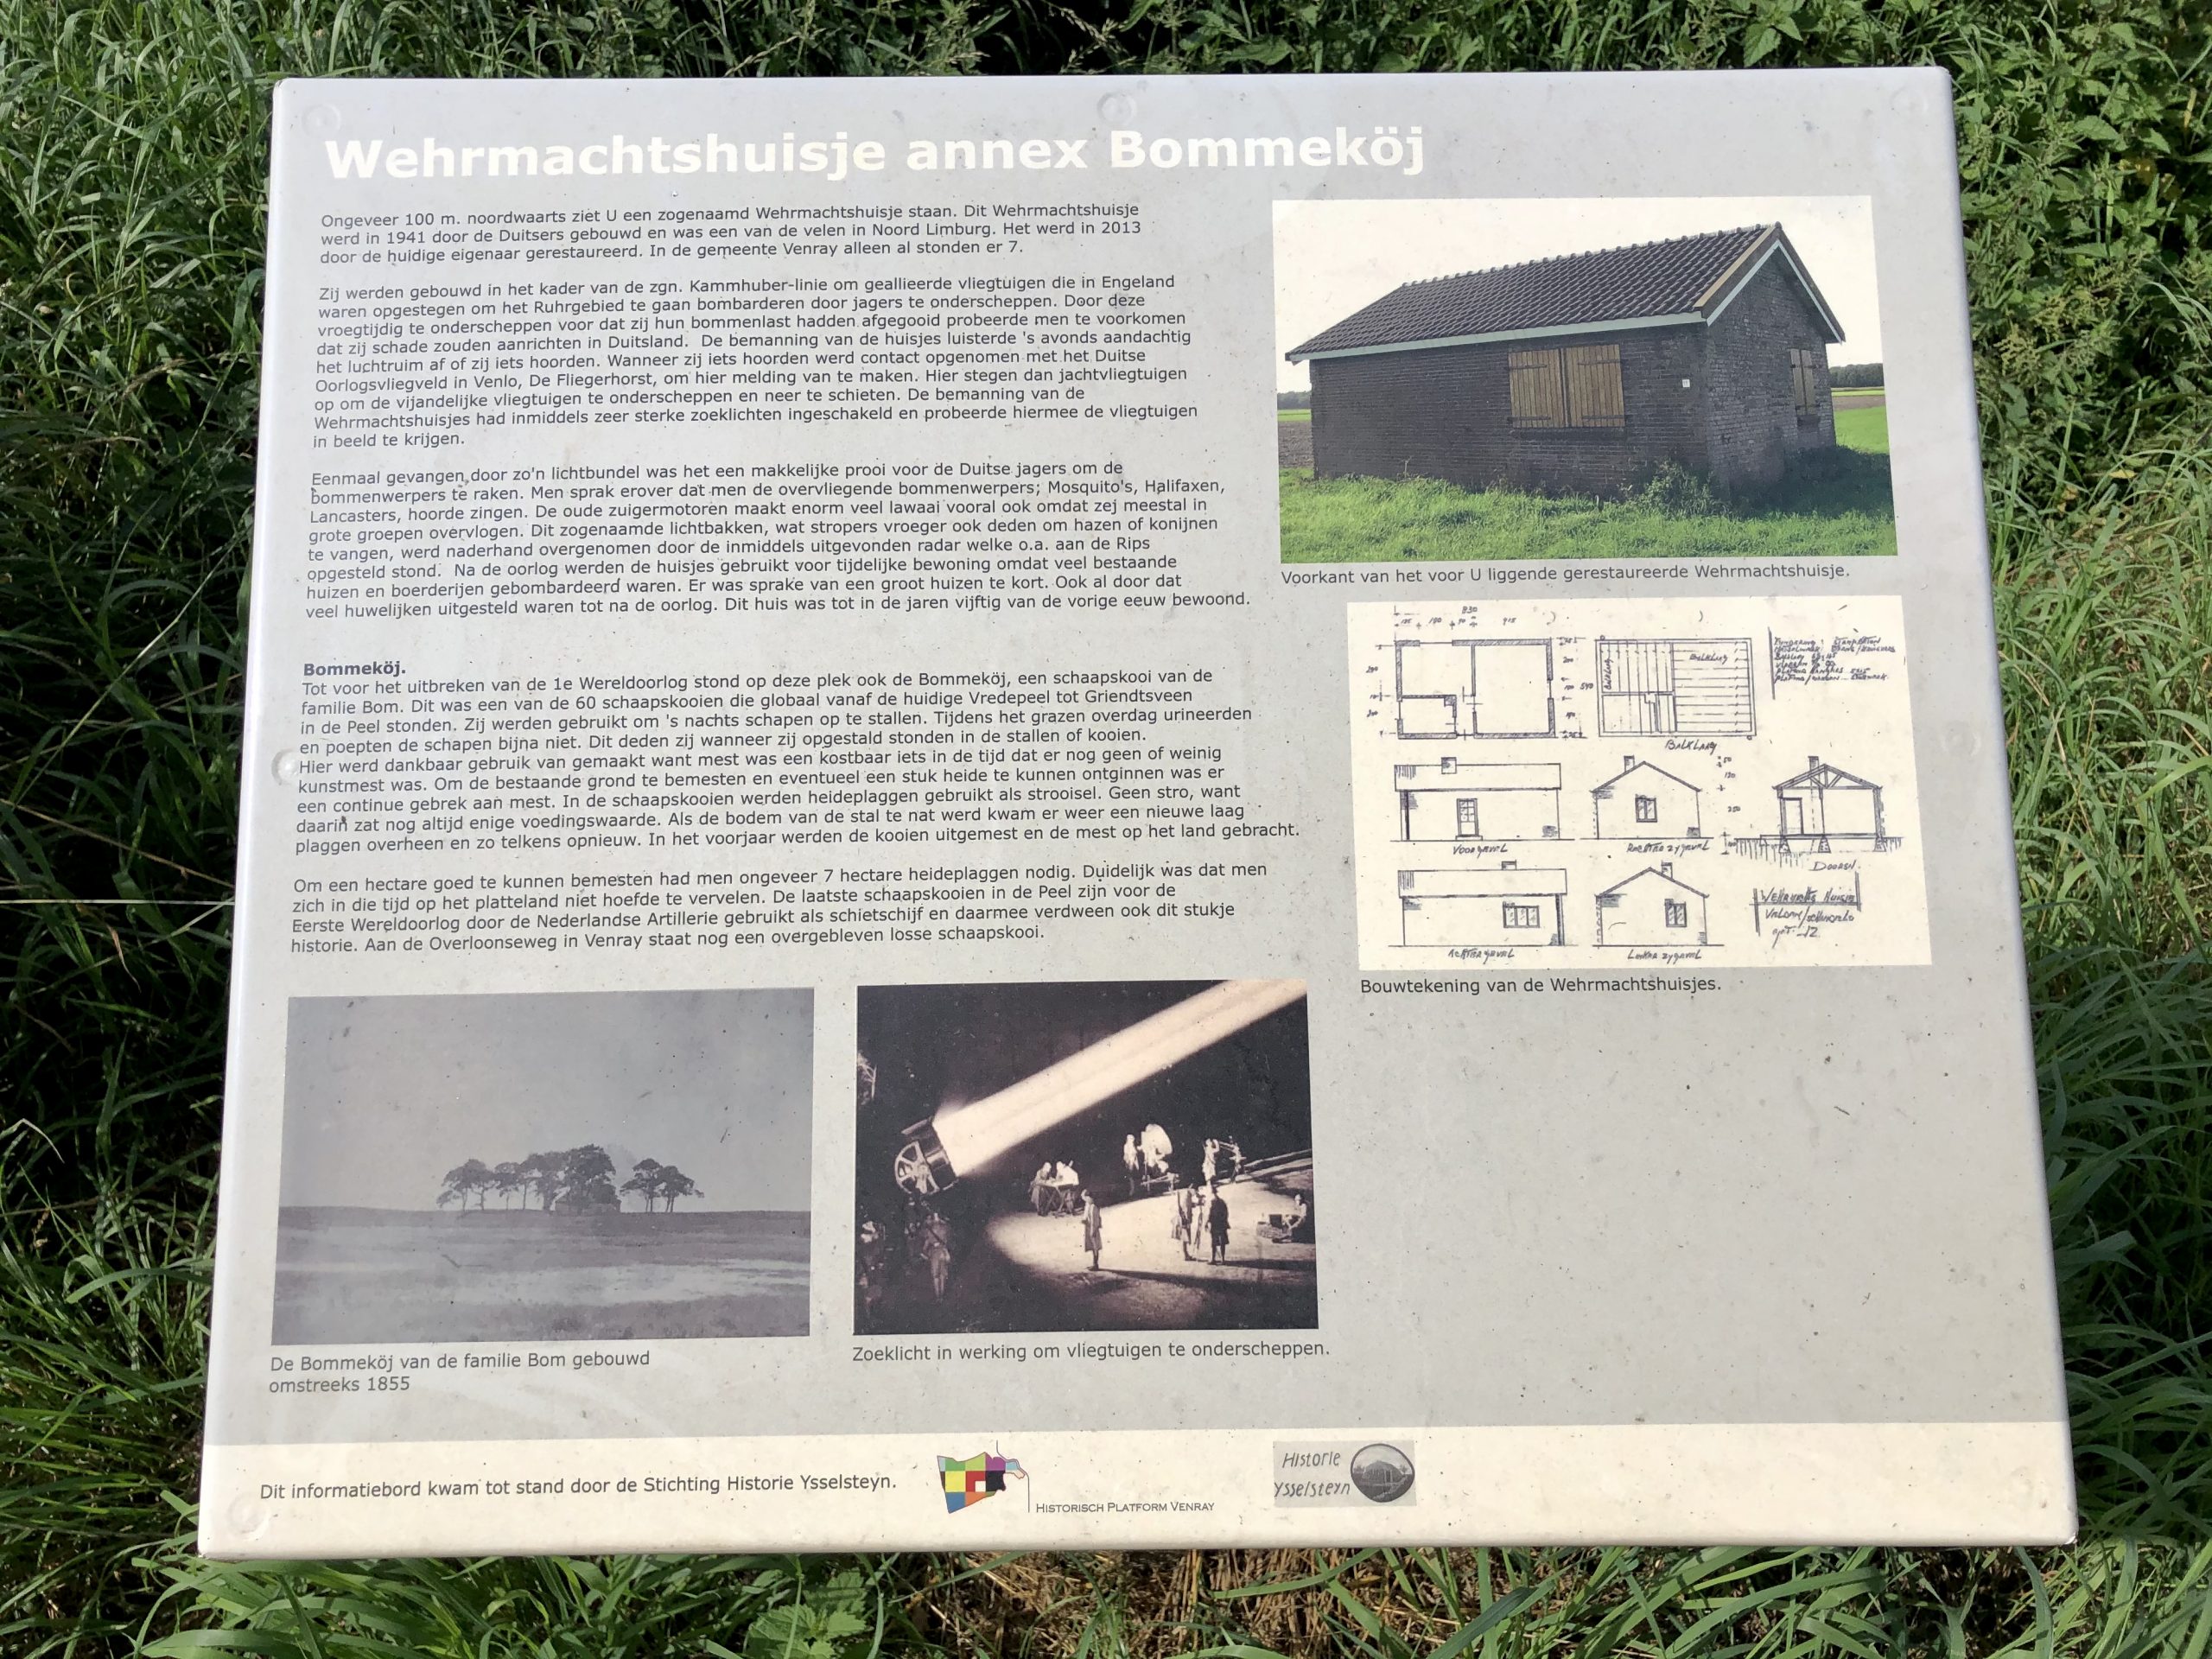 Wehrmachtshuisje annex Bommeköj
Ongeveer 100 m. noordwaarts ziet U een zogenaamd Wehrmachtshuisje staan. Dit Wehrmachtshuisje
werd in 1941 door de Duitsers gebouwd en was een van de velen in Noord Limburg. Het werd in 2013
door de huidige eigenaar gerestaureerd. In de gemeente Venray alleen al stonden er 7.
Zij werden gebouwd in het kader van de zgn. Kammhuber-linie om geallieerde vliegtuigen die in Engeland
waren opgestegen om het Ruhrgebied te gaan bombarderen door jagers te onderscheppen. Door deze
vroegtijdig te onderscheppen voor dat zij hun bommenlast hadden afgegooid probeerde men te voorkomen
dat zij schade zouden aanrichten in Duitsland. De bemanning van de huisjes luisterde 's avonds aandachtig
het luchtruim af of zij iets hoorden. Wanneer zij iets hoorden werd contact opgenomen met het Duitse
Oorlogsvliegveld in Venlo, De Fliegerhorst, om hier melding van te maken. Hier stegen dan jachtvliegtuigen
op om de vijandelijke vliegtuigen te onderscheppen en neer te schieten. De bemanning van de
Wehrmachtshuisjes had inmiddels zeer sterke zoeklichten ingeschakeld en probeerde hiermee de vliegtuigen
in beeld te krijgen.
Eenmaal gevangen door zo'n lichtbundel was het een makkelijke prooi voor de Duitse jagers om de
bommenwerpers te raken. Men sprak erover dat men de overvliegende bommenwerpers; Mosquito's, Halifaxen,
Lancasters, hoorde zingen. De oude zuigermotoren maakt enorm veel lawaai vooral ook omdat zej meestal in
grote groepen overvlogen. Dit zogenaamde lichtbakken, wat stropers vroeger ook deden om hazen of konijnen
te vangen, werd naderhand overgenomen door de inmiddels uitgevonden radar welke o.a. aan de Rips
opgesteld stond. Na de oorlog werden de huisjes gebruikt voor tijdelijke bewoning omdat veel bestaande
huizen en boerderijen gebombardeerd waren. Er was sprake van een groot huizen te kort. Ook al door dat
veel huwelijken uitgesteld waren tot na de oorlog. Dit huis was tot in de jaren vijftig van de vorige eeuw bewoond.
Bommeköj.
Tot voor het uitbreken van de 1e Wereldoorlog stond op deze plek ook de Bommeköj, een schaapskooi van de
familie Bom. Dit was een van de 60 schaapskooien die globaal vanaf de huidige Vredepeel tot Griendtsveen
in de Peel stonden. Zij werden gebruikt om 's nachts schapen op te stallen. Tijdens het grazen overdag urineerden
en poepten de schapen bijna niet. Dit deden zij wanneer zij opgestald stonden in de stallen of kooien.
Hier werd dankbaar gebruik van gemaakt want mest was een kostbaar iets in de tijd dat er nog geen of weinig
kunstmest was. Om de bestaande grond te bemesten en eventueel een stuk heide te kunnen ontginnen was er
een continue gebrek aan mest. In de schaapskooien werden heideplaggen gebruikt als strooisel. Geen stro, want
daarin zat nog altijd enige voedingswaarde. Als de bodem van de stal te nat werd kwam er weer een nieuwe laag
plaggen overheen en zo telkens opnieuw. In het voorjaar werden de kooien uitgemest en de mest op het land gebracht.
Om een hectare goed te kunnen bemesten had men ongeveer 7 hectare heideplaggen nodig. Duidelijk was dat men
zich in die tijd op het platteland niet hoefde te vervelen. De laatste schaapskooien in de Peel zijn voor de
Eerste Wereldoorlog door de Nederlandse Artillerie gebruikt als schietschijf en daarmee verdween ook dit stukje
historie. Aan de Overloonseweg in Venray staat nog een overgebleven losse schaapskooi.
Voorkant van het voor U liggende gerestaureerde Wehrmachtshuisje.
Balklaag
Balklaag
Voorgevel
Rechter zygevel
Doorsn.
Achtergevel
Linker zygevel
Bouwtekening van de Wehrmachtshuisjes.
De Bommeköj van de familie Bom gebouwd
omstreeks 1855
Zoeklicht in werking om vliegtuigen te onderscheppen.
Dit informatiebord kwam tot stand door de Stichting Historie Ysselsteyn.
HISTORISCH PLATFORM VENRAY
Historie
Ysselsteyn